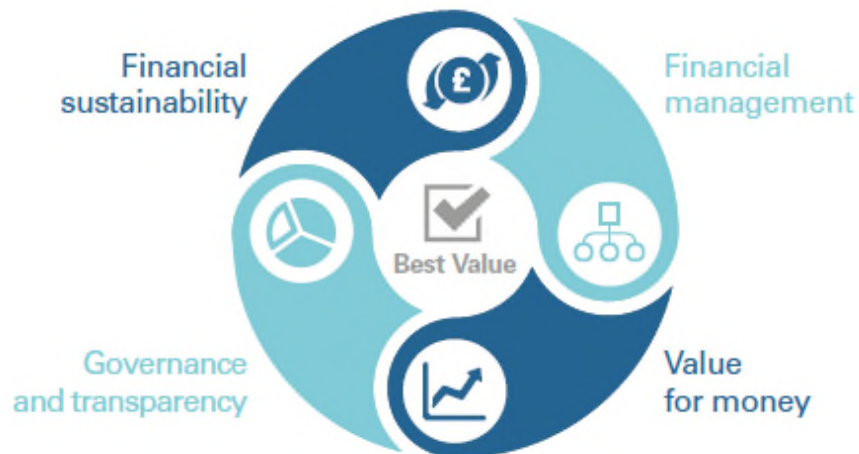 Financial
sustainability
Financial
management
£
Best Value
Governance
and transparency
Value
for money